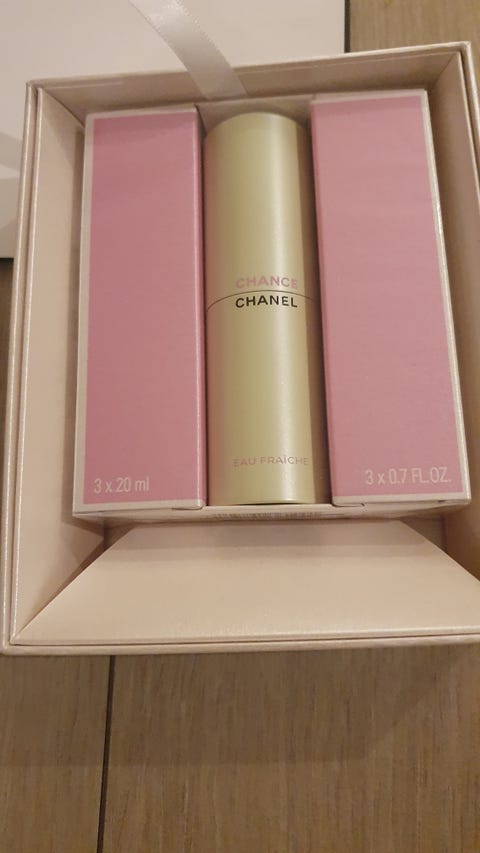 CHANCE
CHANEL
EAU FRAÎCHE
3 x 20 ml
3 x 0.7 FL.OZ.